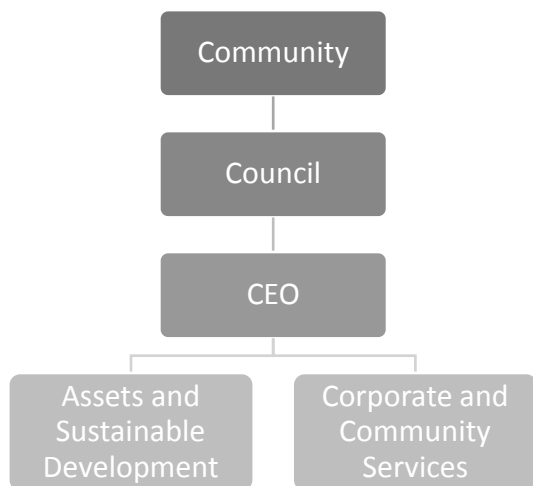 Community
Council
CEO
Assets and
Sustainable
Development
Corporate and
Community
Services